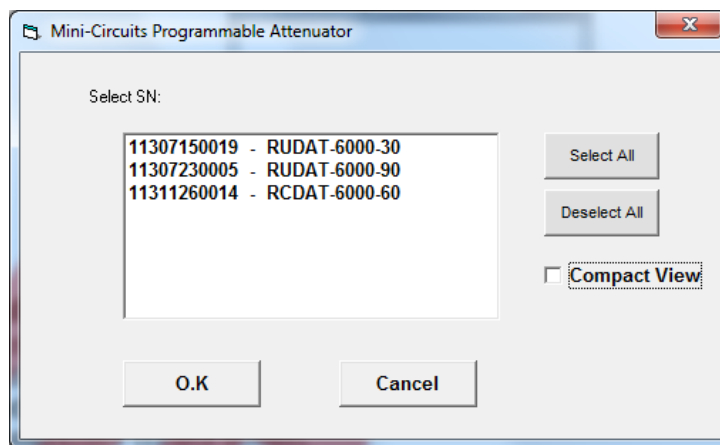 Mini-Circuits Programmable Attenuator
Select SN:
11307150019 - RUDAT-6000-30
11307230005 - RUDAT-6000-90
11311260014 - RCDAT-6000-60
Select All
Deselect All
Compact View
O.K
Cancel